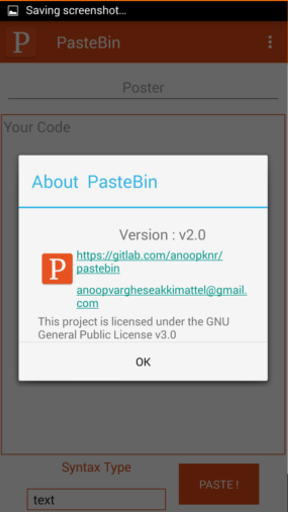 Saving screenshot...
P PasteBin
Poster
Your Code
About PasteBin
Version : v2.0
P
https://gitlab.com/anoopknr/
pastebin
anoopvargheseakkimattel@gmail.
com
This project is licensed under the GNU
General Public License v3.0
OK
Syntax Type
text
PASTE!